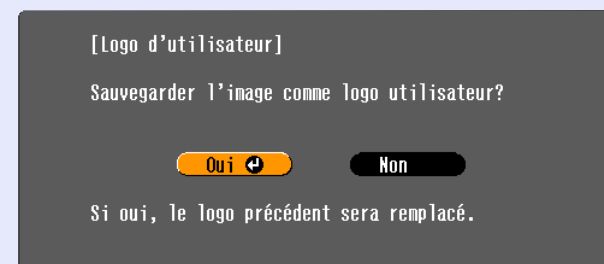 [Logo d'utilisateur]
Sauvegarder l'image comme logo utilisateur?
Oui Non
Si oui, le logo précédent sera remplacé.